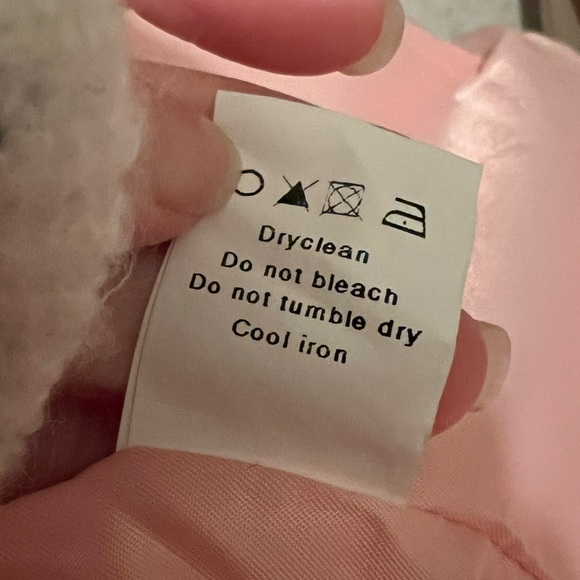 Dryclean
Do not bleach
Do not tumble dry
Cool iron